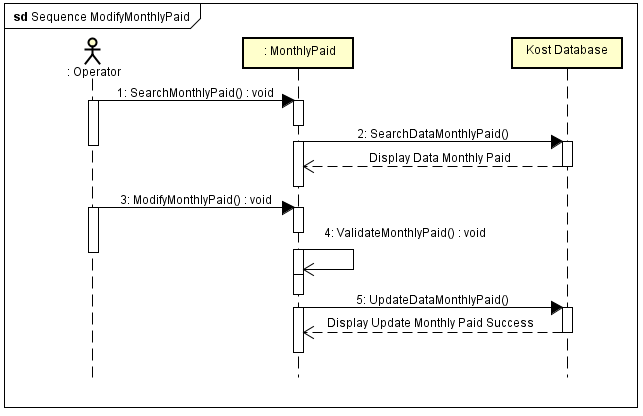 sd Sequence ModifyMonthlyPaid
: Operator
: MonthlyPaid
Kost Database
1: SearchMonthlyPaid() : void
2: SearchDataMonthlyPaid()
Display Data Monthly Paid
3: ModifyMonthlyPaid() : void
4: ValidateMonthlyPaid() : void
5: UpdateDataMonthlyPaid()
Display Update Monthly Paid Success